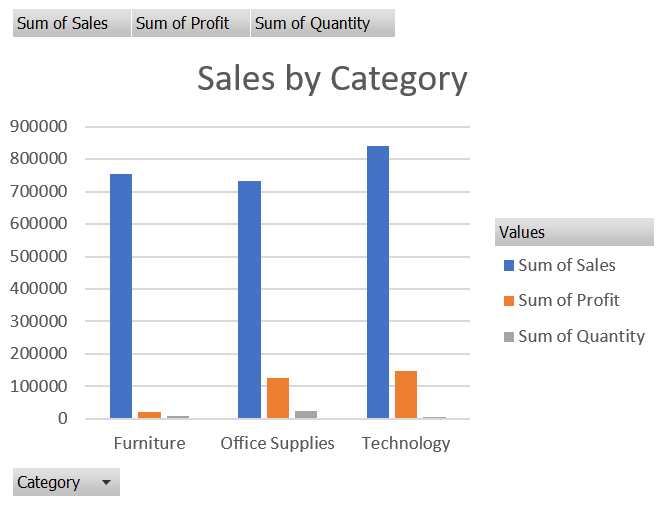 Sum of Sales Sum of Profit Sum of Quantity
Sales by Category
900000
800000
700000
600000
500000
400000
300000
200000
100000
0
Furniture Office Supplies Technology
Values
Sum of Sales
Sum of Profit
Sum of Quantity
Category